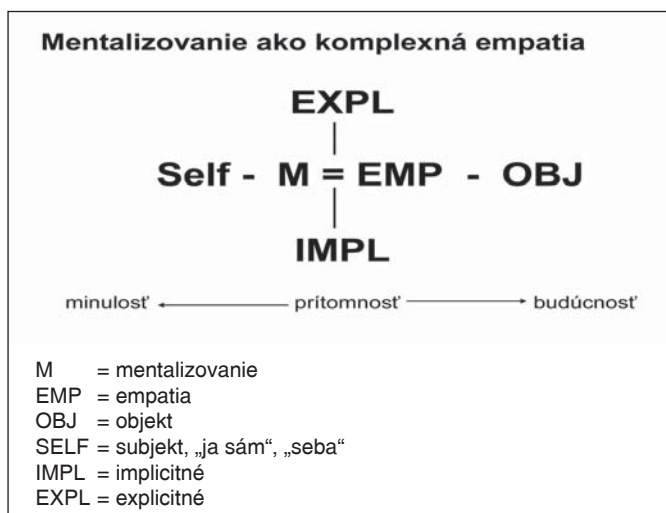 Mentalizovanie ako komplexná empatia
EXPL
Self - M = EMP - OBJ
IMPL
minulosť prítomnosť budúcnosť
M = mentalizovanie
EMP = empatia
OBJ = objekt
SELF = subjekt, „ja sám“, „seba“
IMPL = implicitné
EXPL = explicitné